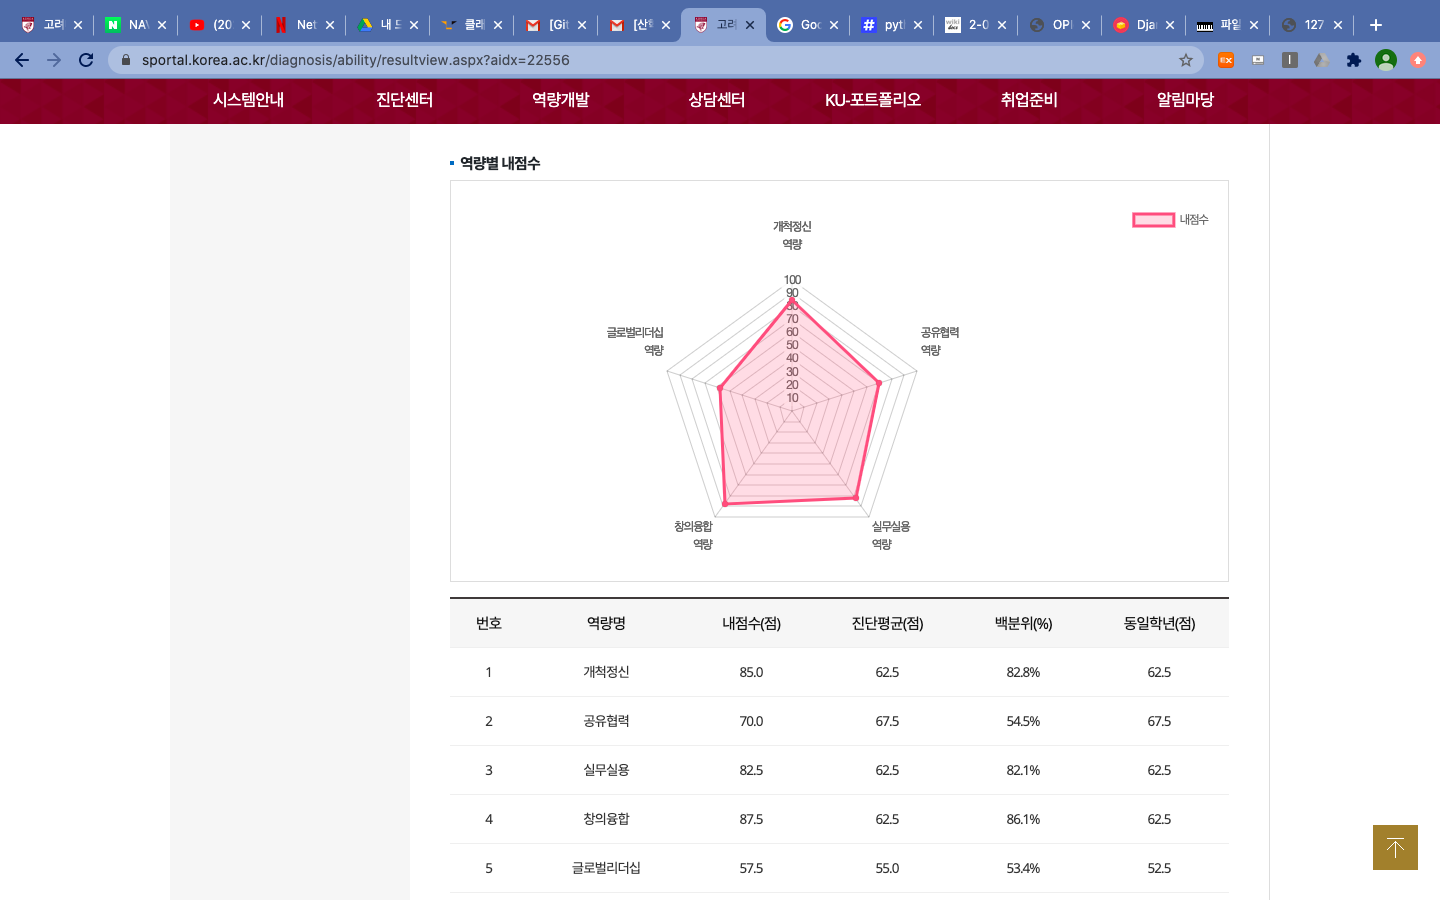 고려 NAV (20 Net 내 드 클래 [Git [산학 고려 Goo pyt 2-0 OPI Djan 파일 127
sportal.korea.ac.kr/diagnosis/ability/resultview.aspx?aidx=22556
시스템안내 진단센터 역량개발 상담센터 KU-포트폴리오 취업준비 알림마당
역량별 내점수
내점수
개척정신
역량
100
90
80
70
60
50
40
30
20
10
글로벌리더십
역량
공유협력
역량
창의융합
역량
실무실용
역량
번호 역량명 내점수(점) 진단평균(점) 백분위(%) 동일학년(점)
1 개척정신 85.0 62.5 82.8% 62.5
2 공유협력 70.0 67.5 54.5% 67.5
3 실무실용 82.5 62.5 82.1% 62.5
4 창의융합 87.5 62.5 86.1% 62.5
5 글로벌리더십 57.5 55.0 53.4% 52.5